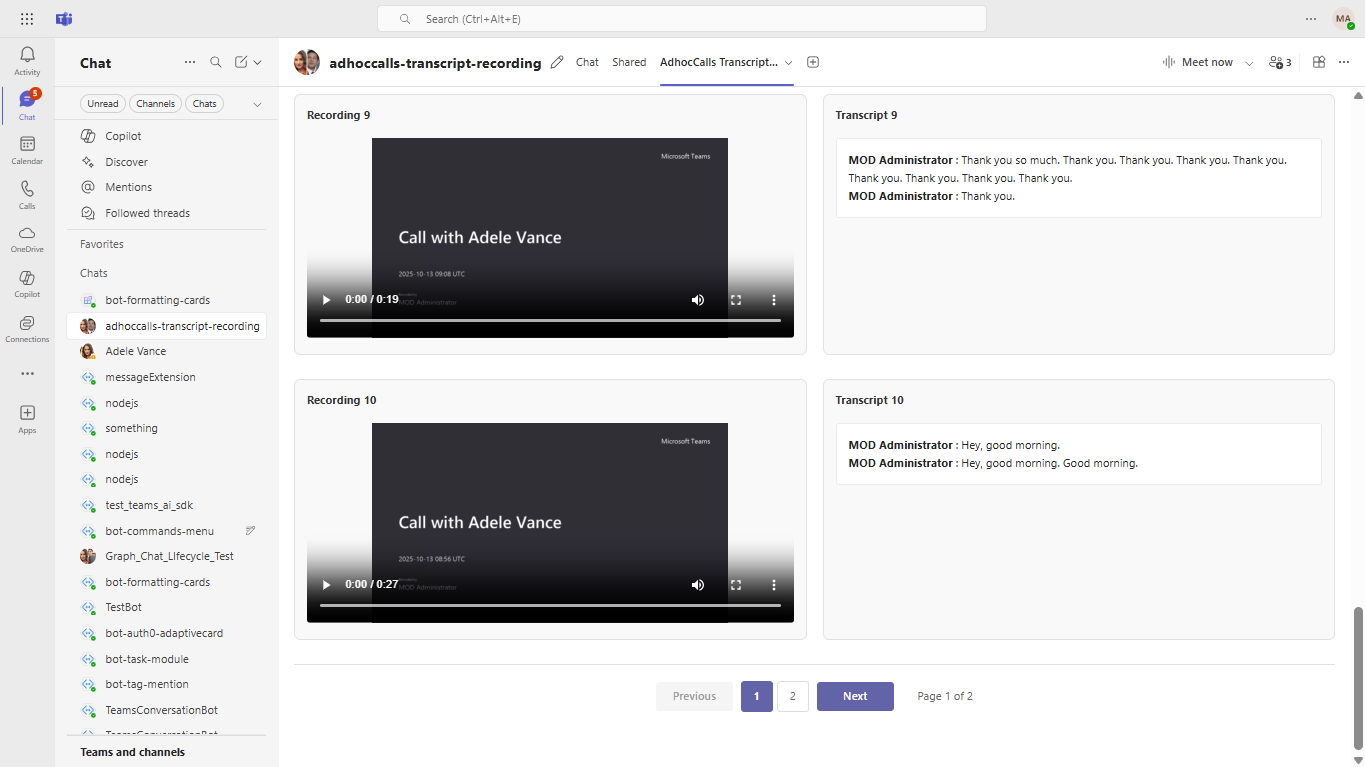 Search (Ctrl+Alt+E)
MA
Activity
5
Chat
Calendar
Calls
OneDrive
Copilot
Connections
Apps
Chat
Unread
Channels
Chats
Copilot
Discover
Mentions
Followed threads
Favorites
Chats
bot-formatting-cards
adhoccalls-transcript-recording
Adele Vance
messageExtension
nodejs
something
nodejs
nodejs
test_teams_ai_sdk
bot-commands-menu
Graph_Chat_LIfecycle_Test
bot-formatting-cards
TestBot
bot-auth0-adaptivecard
bot-task-module
bot-tag-mention
TeamsConversationBot
TeamsConversationBot
Teams and channels
adhoccalls-transcript-recording
Chat
Shared
AdhocCalls Transcript...
Meet now
3
Recording 9
Microsoft Teams
Call with Adele Vance
2025-10-13 09:08 UTC
MOD Administrator
0:00 / 0:19
Transcript 9
MOD Administrator : Thank you so much. Thank you. Thank you. Thank you. Thank you.
Thank you. Thank you. Thank you. Thank you.
MOD Administrator : Thank you.
Recording 10
Microsoft Teams
Call with Adele Vance
2025-10-13 08:56 UTC
MOD Administrator
0:00 / 0:27
Transcript 10
MOD Administrator : Hey, good morning.
MOD Administrator : Hey, good morning. Good morning.
Previous
1
2
Next
Page 1 of 2